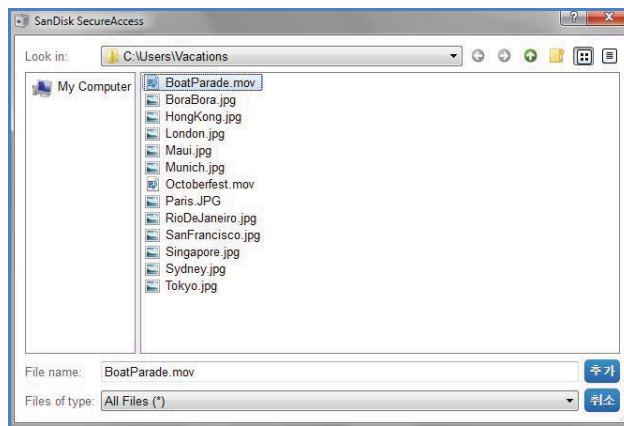 SanDisk SecureAccess
Look in: C:\Users\Vacations
My Computer
BoatParade.mov
BoraBora.jpg
HongKong.jpg
London.jpg
Maui.jpg
Munich.jpg
Octoberfest.mov
Paris.JPG
RioDeJaneiro.jpg
SanFrancisco.jpg
Singapore.jpg
Sydney.jpg
Tokyo.jpg
File name: BoatParade.mov 추가
Files of type: All Files (*) 취소